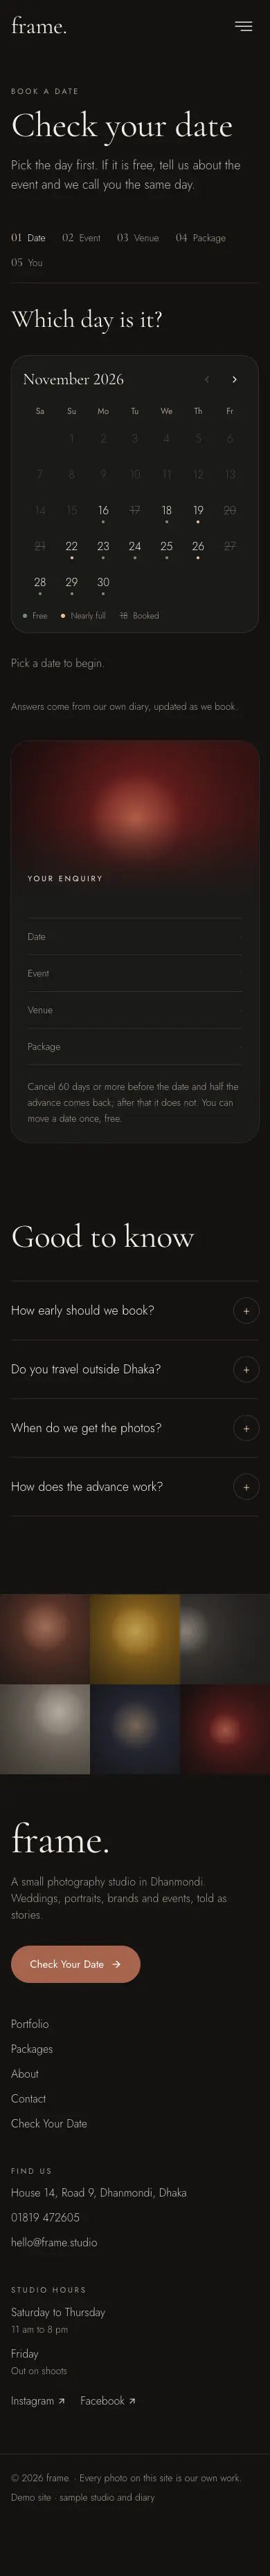 frame.
BOOK A DATE
Check your date
Pick the day first. If it is free, tell us about the
event and we call you the same day.
01 Date 02 Event 03 Venue 04 Package
05 You
Which day is it?
November 2026
Sa Su Mo Tu We Th Fr
1 2 3 4 5 6
7 8 9 10 11 12 13
14 15 16 17 18 19 20
21 22 23 24 25 26 27
28 29 30
Free Nearly full 18 Booked
Pick a date to begin.
Answers come from our own diary, updated as we book.
YOUR ENQUIRY
Date
Event
Venue
Package
Cancel 60 days or more before the date and half the
advance comes back; after that it does not. You can
move a date once, free.
Good to know
How early should we book? +
Do you travel outside Dhaka? +
When do we get the photos? +
How does the advance work? +
frame.
A small photography studio in Dhanmondi.
Weddings, portraits, brands and events, told as
stories.
Check Your Date →
Portfolio
Packages
About
Contact
Check Your Date
FIND US
House 14, Road 9, Dhanmondi, Dhaka
01819 472605
hello@frame.studio
STUDIO HOURS
Saturday to Thursday
11 am to 8 pm
Friday
Out on shoots
Instagram ↗ Facebook ↗
© 2026 frame. · Every photo on this site is our own work.
Demo site · sample studio and diary